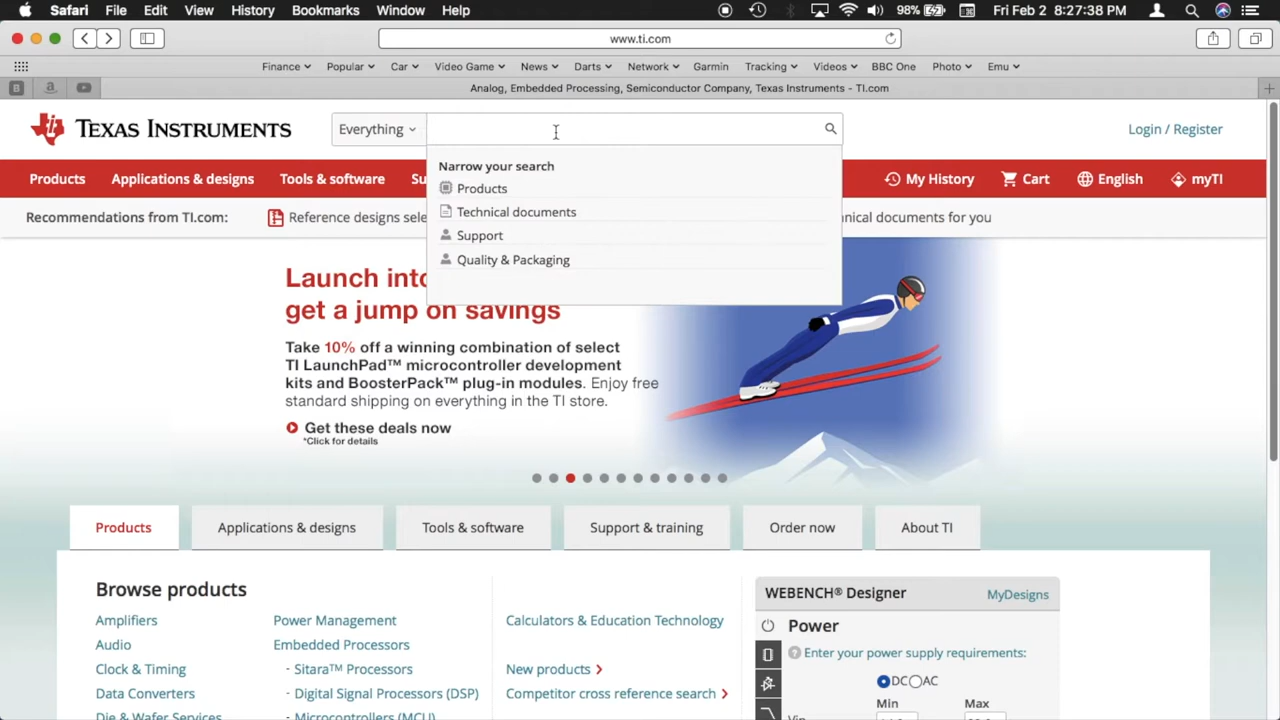 Safari File Edit View History Bookmarks Window Help 98% Fri Feb 2 8:27:38 PM
www.ti.com
Finance Popular Car Video Game News Darts Network Garmin Tracking Videos BBC One Photo Emu
B a Analog, Embedded Processing, Semiconductor Company, Texas Instruments - TI.com
TEXAS INSTRUMENTS Everything Login / Register
Products Applications & designs Tools & software Su My History Cart English myTI
Recommendations from TI.com: Reference designs sele nical documents for you
Narrow your search
Products
Technical documents
Support
Quality & Packaging
Launch into
get a jump on savings
Take 10% off a winning combination of select
TI LaunchPad™ microcontroller development
kits and BoosterPack™ plug-in modules. Enjoy free
standard shipping on everything in the TI store.
Get these deals now
*Click for details
Products Applications & designs Tools & software Support & training Order now About TI
Browse products
Amplifiers
Audio
Clock & Timing
Data Converters
Die & Wafer Services
Power Management
Embedded Processors
- Sitara™ Processors
- Digital Signal Processors (DSP)
- Microcontrollers (MCU)
Calculators & Education Technology
New products
Competitor cross reference search
WEBENCH® Designer MyDesigns
Power
Enter your power supply requirements:
DC AC
Min Max
Vin